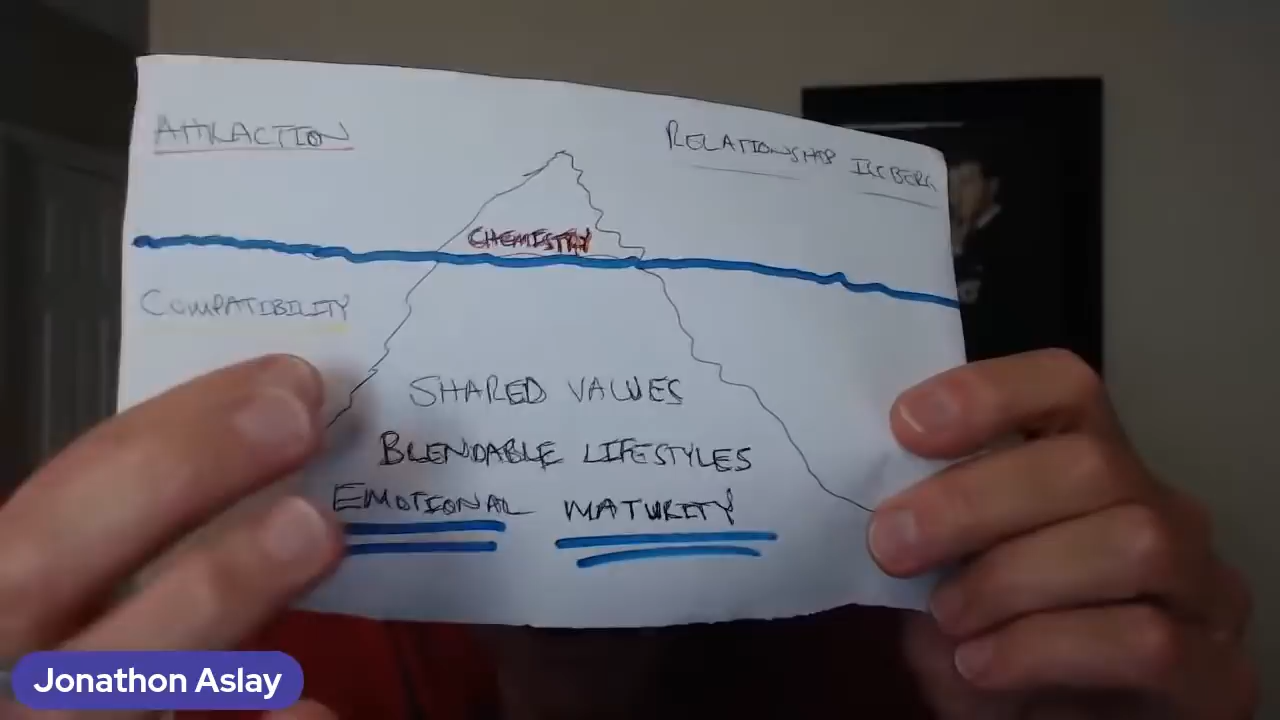 ATTRACTION
RELATIONSHIP ICEBERG
CHEMISTRY
COMPATIBILITY
SHARED VALUES
BLENDABLE LIFESTYLES
EMOTIONAL MATURITY
Jonathon Aslay